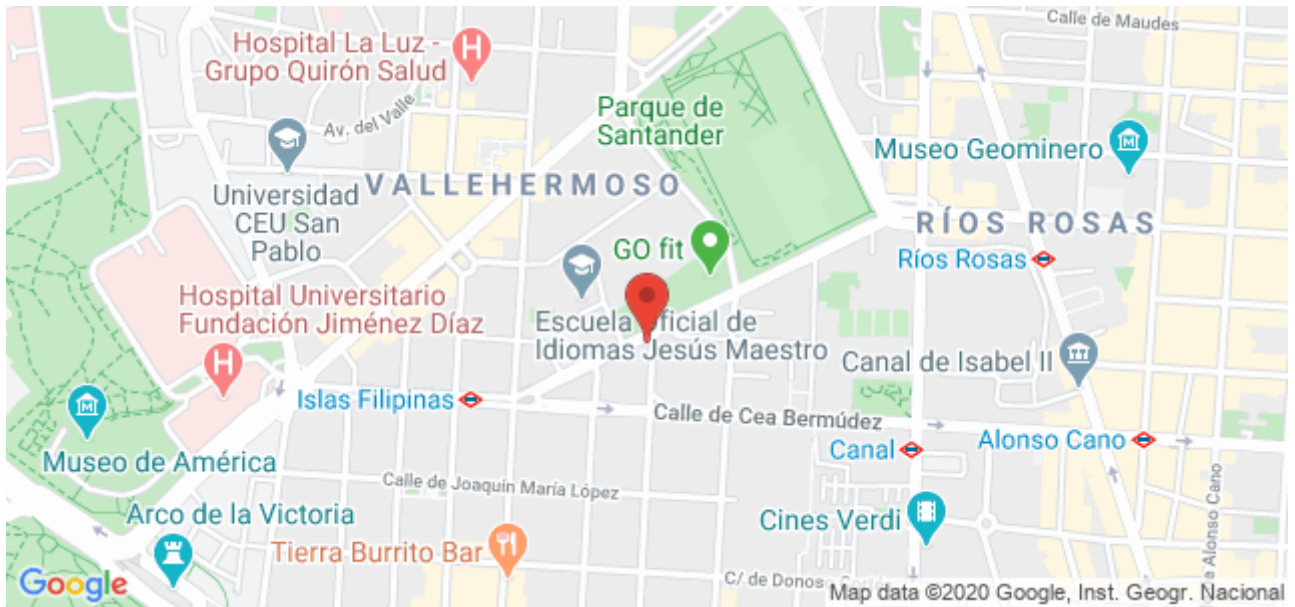 Calle de Maudes
Hospital La Luz -
Grupo Quirón Salud
Av. del Valle
Parque de
Santander
Museo Geominero
Universidad
CEU San
Pablo
VALLEHERMOSO
RÍOS ROSAS
GO fit
Ríos Rosas
Hospital Universitario
Fundación Jiménez Díaz
Escuela Oficial de
Idiomas Jesús Maestro
Canal de Isabel II
Islas Filipinas
Calle de Cea Bermúdez
Canal
Alonso Cano
Museo de América
Calle de Joaquín María López
Arco de la Victoria
Cines Verdi
Tierra Burrito Bar
e Alonso Cano
C/ de Donoso
Google
Map data ©2020 Google, Inst. Geogr. Nacional